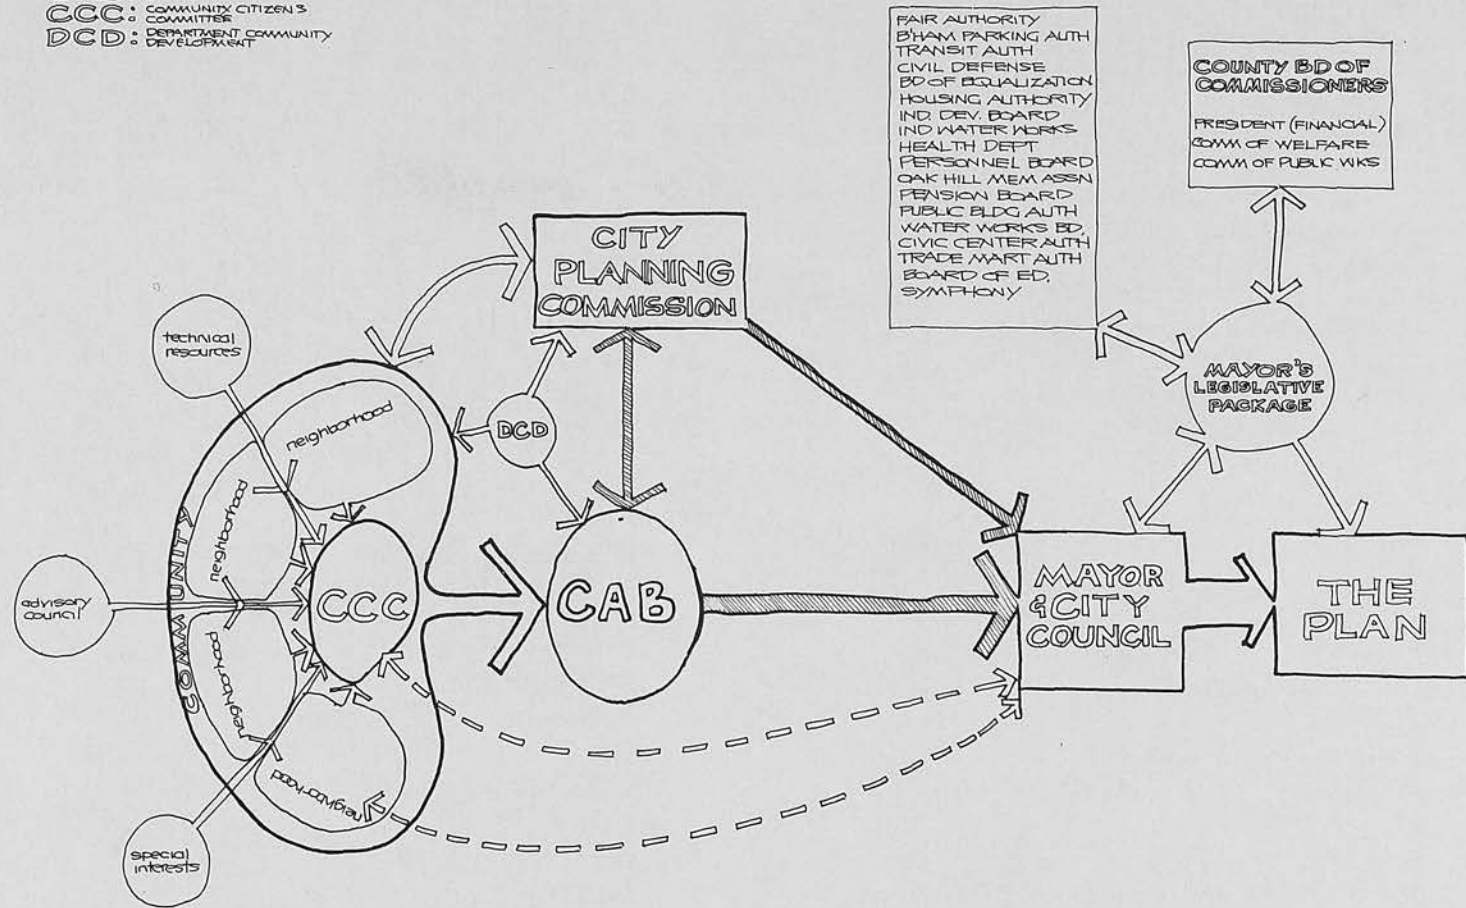 CCC: COMMUNITY CITIZENS
COMMITTEE
DCD: DEPARTMENT COMMUNITY
DEVELOPMENT
FAIR AUTHORITY
B'HAM PARKING AUTH
TRANSIT AUTH
CIVIL DEFENSE
BD OF EQUALIZATION
HOUSING AUTHORITY
IND. DEV. BOARD
IND WATER WORKS
HEALTH DEPT
PERSONNEL BOARD
OAK HILL MEM ASSN
PENSION BOARD
PUBLIC BLDG AUTH
WATER WORKS BD.
CIVIC CENTER AUTH
TRADE MART AUTH
BOARD OF ED.
SYMPHONY
COUNTY BD OF
COMMISSIONERS
PRESIDENT (FINANCIAL)
COMM OF WELFARE
COMM OF PUBLIC WKS
CITY
PLANNING
COMMISSION
technical
resources
MAYOR'S
LEGISLATIVE
PACKAGE
neighborhood
DCD
neighborhood
COMMUNITY
advisory
council
CCC
CAB
MAYOR
& CITY
COUNCIL
THE
PLAN
neighborhood
neighborhood
special
interests